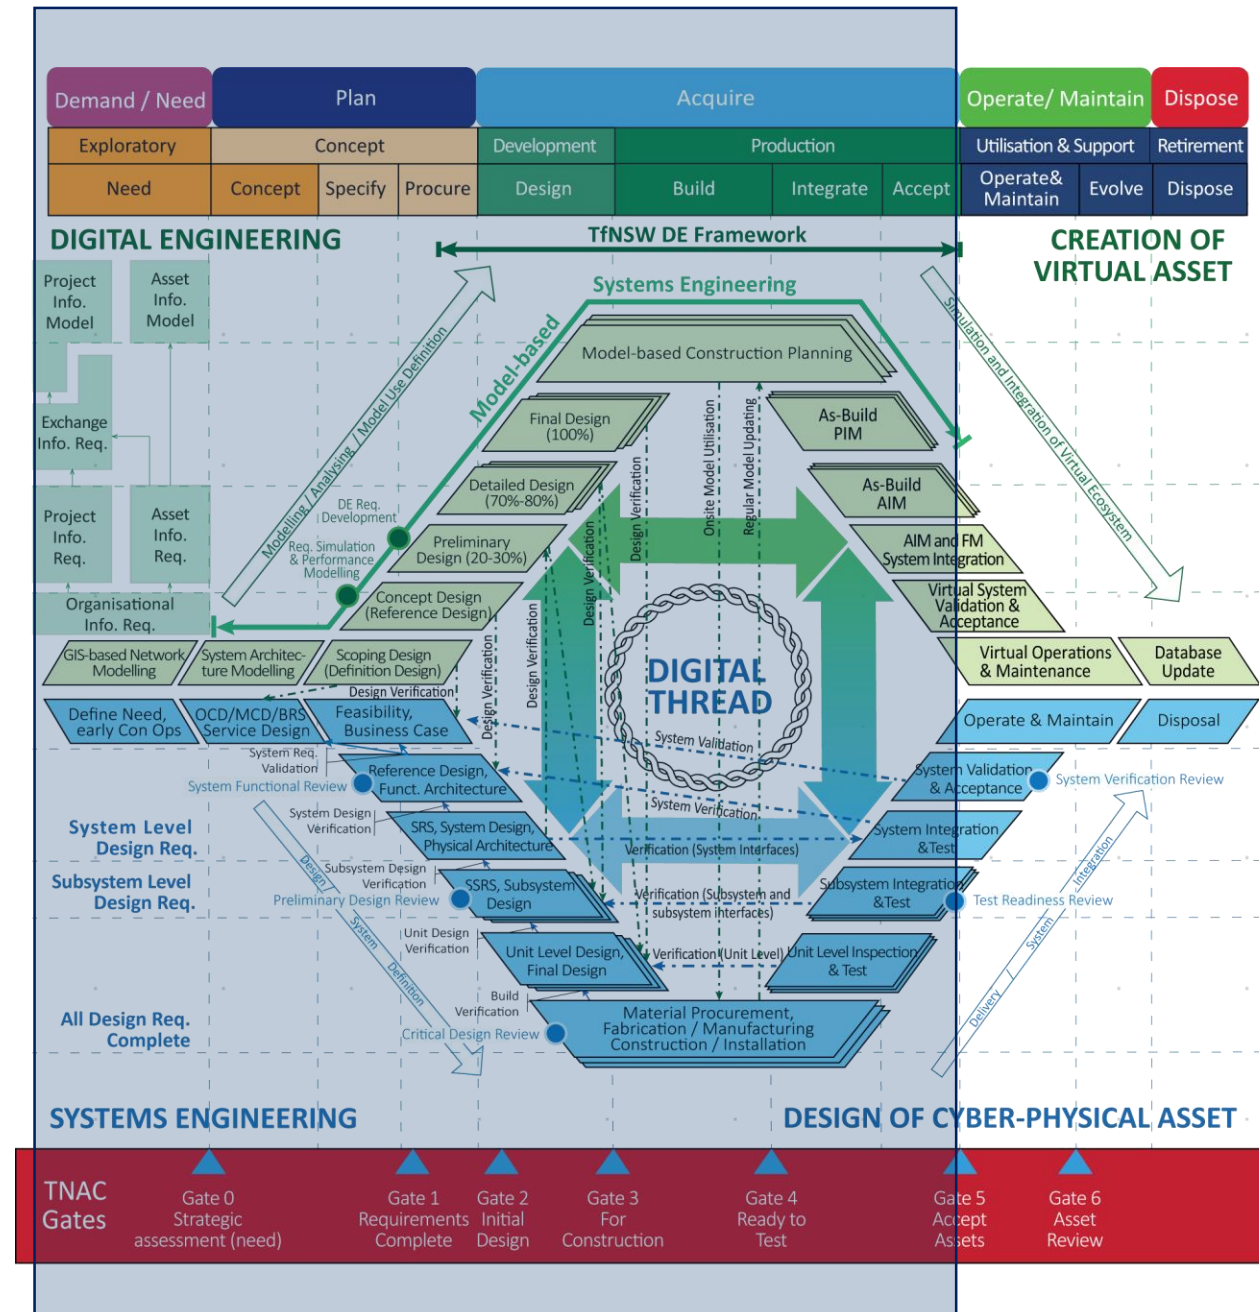 Demand / Need
Plan
Acquire
Operate/ Maintain
Dispose
Exploratory
Concept
Development
Production
Utilisation & Support
Retirement
Need
Concept
Specify
Procure
Design
Build
Integrate
Accept
Operate&
Maintain
Evolve
Dispose
DIGITAL ENGINEERING
TfNSW DE Framework
CREATION OF
VIRTUAL ASSET
Project
Info.
Model
Asset
Info.
Model
Exchange
Info. Req.
Project
Info.
Req.
Asset
Info.
Req.
Organisational
Info. Req.
Modelling / Analysing / Model Use Definition
Model-based
Systems Engineering
Simulation and Integration of Virtual Ecosystem
DE Req.
Development
Req. Simulation
& Performance
Modelling
Model-based Construction Planning
Final Design
(100%)
Detailed Design
(70%-80%)
Preliminary
Design (20-30%)
Concept Design
(Reference Design)
As-Build
PIM
As-Build
AIM
AIM and FM
System Integration
Virtual System
Validation &
Acceptance
GIS-based Network
Modelling
System Architec-
ture Modelling
Scoping Design
(Definition Design)
Virtual Operations
& Maintenance
Database
Update
Design Verification
Design Verification
Design Verification
Design Verification
Design Verification
Onsite Model Utilisation
Regular Model Updating
DIGITAL
THREAD
Define Need,
early Con Ops
OCD/MCD/BRS
Service Design
Feasibility,
Business Case
Operate & Maintain
Disposal
System Req.
Validation
System Functional Review
Reference Design,
Funct. Architecture
System Validation
System Validation
& Acceptance
System Verification Review
System Design
Verification
SRS, System Design,
Physical Architecture
System Verification
Verification (System Interfaces)
System Integration
&Test
System Level
Design Req.
Subsystem Level
Design Req.
Subsystem Design
Verification
Preliminary Design Review
SSRS, Subsystem
Design
Verification (Subsystem and
subsystem interfaces)
Subsystem Integration
&Test
Test Readiness Review
Unit Design
Verification
Unit Level Design,
Final Design
Verification (Unit Level)
Unit Level Inspection
& Test
Design / System Definition
Delivery / System Integration
Build
Verification
Critical Design Review
All Design Req.
Complete
Material Procurement,
Fabrication / Manufacturing
Construction / Installation
SYSTEMS ENGINEERING
DESIGN OF CYBER-PHYSICAL ASSET
TNAC
Gates
Gate 0
Strategic
assessment (need)
Gate 1
Requirements
Complete
Gate 2
Initial
Design
Gate 3
For
Construction
Gate 4
Ready to
Test
Gate 5
Accept
Assets
Gate 6
Asset
Review